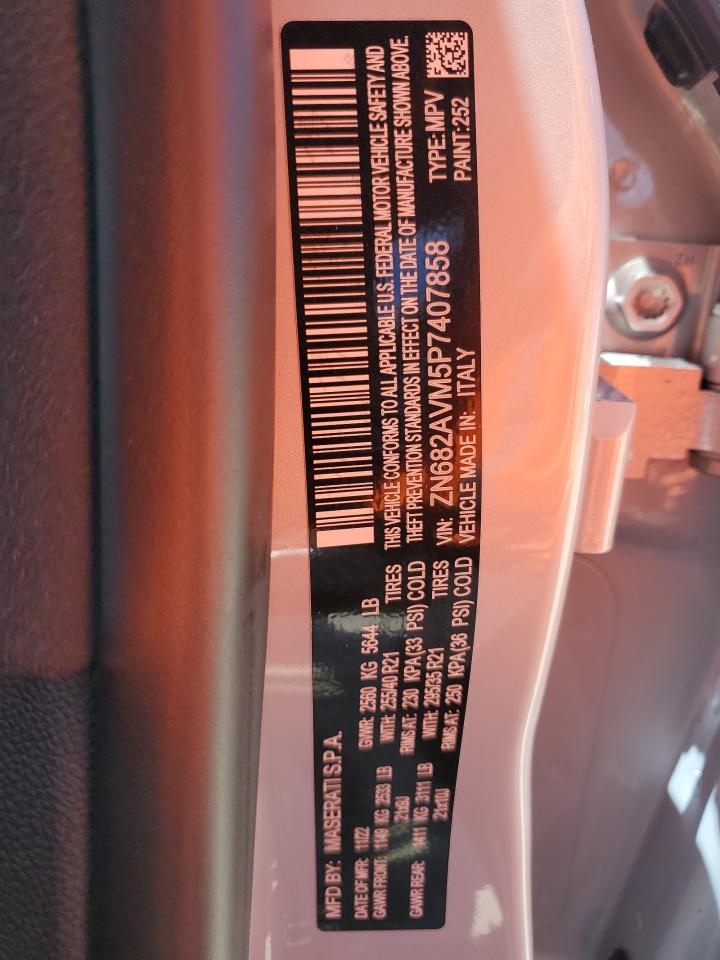 MFD BY: MASERATI S.P.A.
DATE OF MFR: 11/22 GVWR: 2560 KG 5644 LB
GAWR FRONT: 1149 KG 2533 LB WITH: 255/40 R21 TIRES
RIMS AT: 230 KPA(33 PSI) COLD
GAWR REAR: 1411 KG 3111 LB WITH: 295/35 R21 TIRES
21x10J RIMS AT: 250 KPA(36 PSI) COLD
THIS VEHICLE CONFORMS TO ALL APPLICABLE U.S. FEDERAL MOTOR VEHICLE SAFETY AND
THEFT PREVENTION STANDARDS IN EFFECT ON THE DATE OF MANUFACTURE SHOWN ABOVE.
VIN: ZN682AVM5P7407858 TYPE:MPV
VEHICLE MADE IN: ITALY PAINT:252